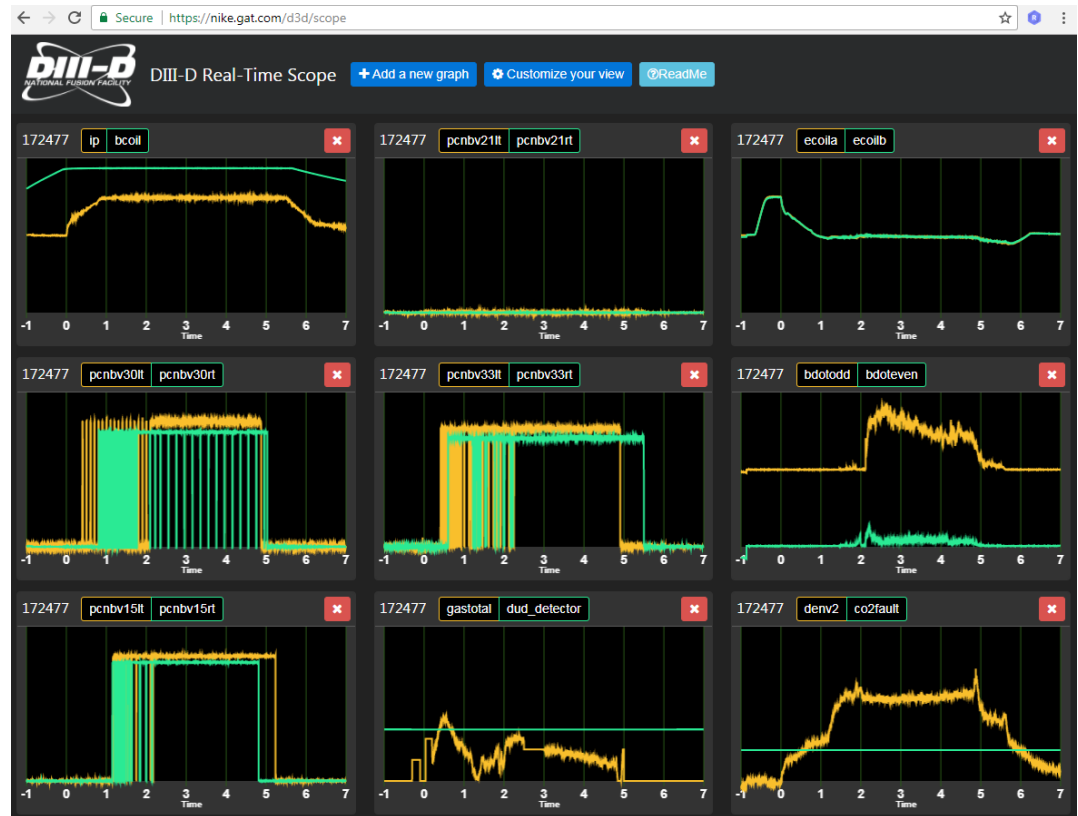 Secure | https://nike.gat.com/d3d/scope
DIII-D
NATIONAL FUSION FACILITY
DIII-D Real-Time Scope
Add a new graph
Customize your view
ReadMe
172477 ip bcoil
-1 0 1 2 3 4 5 6 7
Time
172477 pcnbv21lt pcnbv21rt
-1 0 1 2 3 4 5 6 7
Time
172477 ecoila ecoilb
-1 0 1 2 3 4 5 6 7
Time
172477 pcnbv30lt pcnbv30rt
-1 0 1 2 3 4 5 6 7
Time
172477 pcnbv33lt pcnbv33rt
-1 0 1 2 3 4 5 6 7
Time
172477 bdotodd bdoteven
-1 0 1 2 3 4 5 6 7
Time
172477 pcnbv15lt pcnbv15rt
-1 0 1 2 3 4 5 6 7
Time
172477 gastotal dud_detector
-1 0 1 2 3 4 5 6 7
Time
172477 denv2 co2fault
-1 0 1 2 3 4 5 6 7
Time